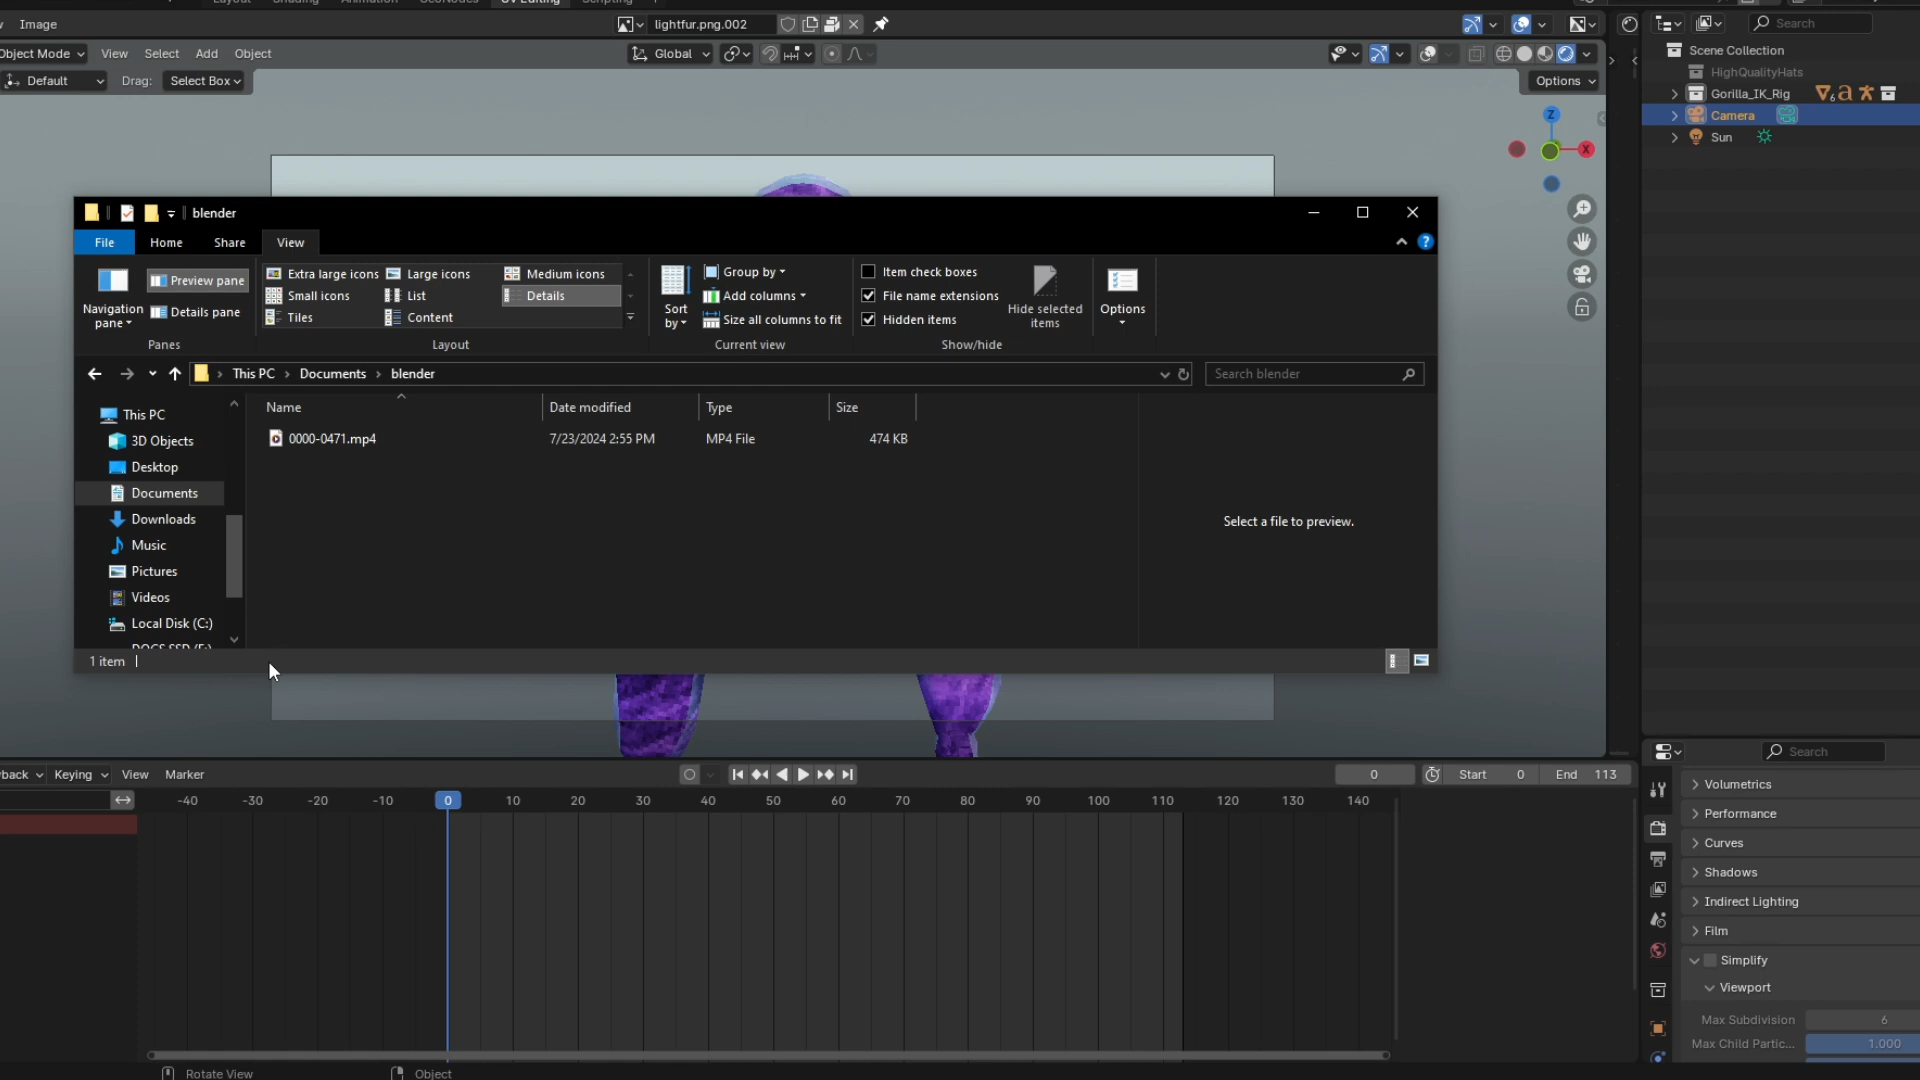 Image
lightfur.png.002
Search
Object Mode View Select Add Object
Global
Default Drag: Select Box
Options
Scene Collection
HighQualityHats
Gorilla_IK_Rig
Camera
Sun
Z
X
blender
File Home Share View
Navigation pane
Preview pane
Details pane
Panes
Extra large icons Large icons Medium icons
Small icons List Details
Tiles Content
Layout
Sort by
Group by
Add columns
Size all columns to fit
Current view
Item check boxes
File name extensions
Hidden items
Hide selected items
Show/hide
Options
This PC > Documents > blender
Search blender
This PC
3D Objects
Desktop
Documents
Downloads
Music
Pictures
Videos
Local Disk (C:)
Name Date modified Type Size
0000-0471.mp4 7/23/2024 2:55 PM MP4 File 474 KB
Select a file to preview.
1 item
Keying View Marker
0 Start 0 End 113
-40 -30 -20 -10 0 10 20 30 40 50 60 70 80 90 100 110 120 130 140
Search
Volumetrics
Performance
Curves
Shadows
Indirect Lighting
Film
Simplify
Viewport
Max Subdivision 6
Max Child Partic... 1.000
Rotate View Object